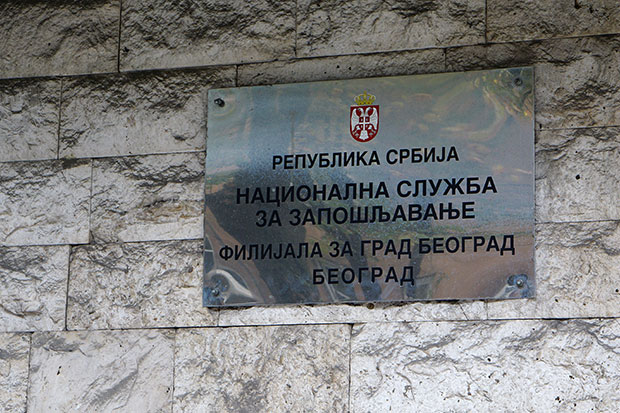 РЕПУБЛИКА СРБИЈА
НАЦИОНАЛНА СЛУЖБА
ЗА ЗАПОШЉАВАЊЕ
ФИЛИЈАЛА ЗА ГРАД БЕОГРАД
БЕОГРАД